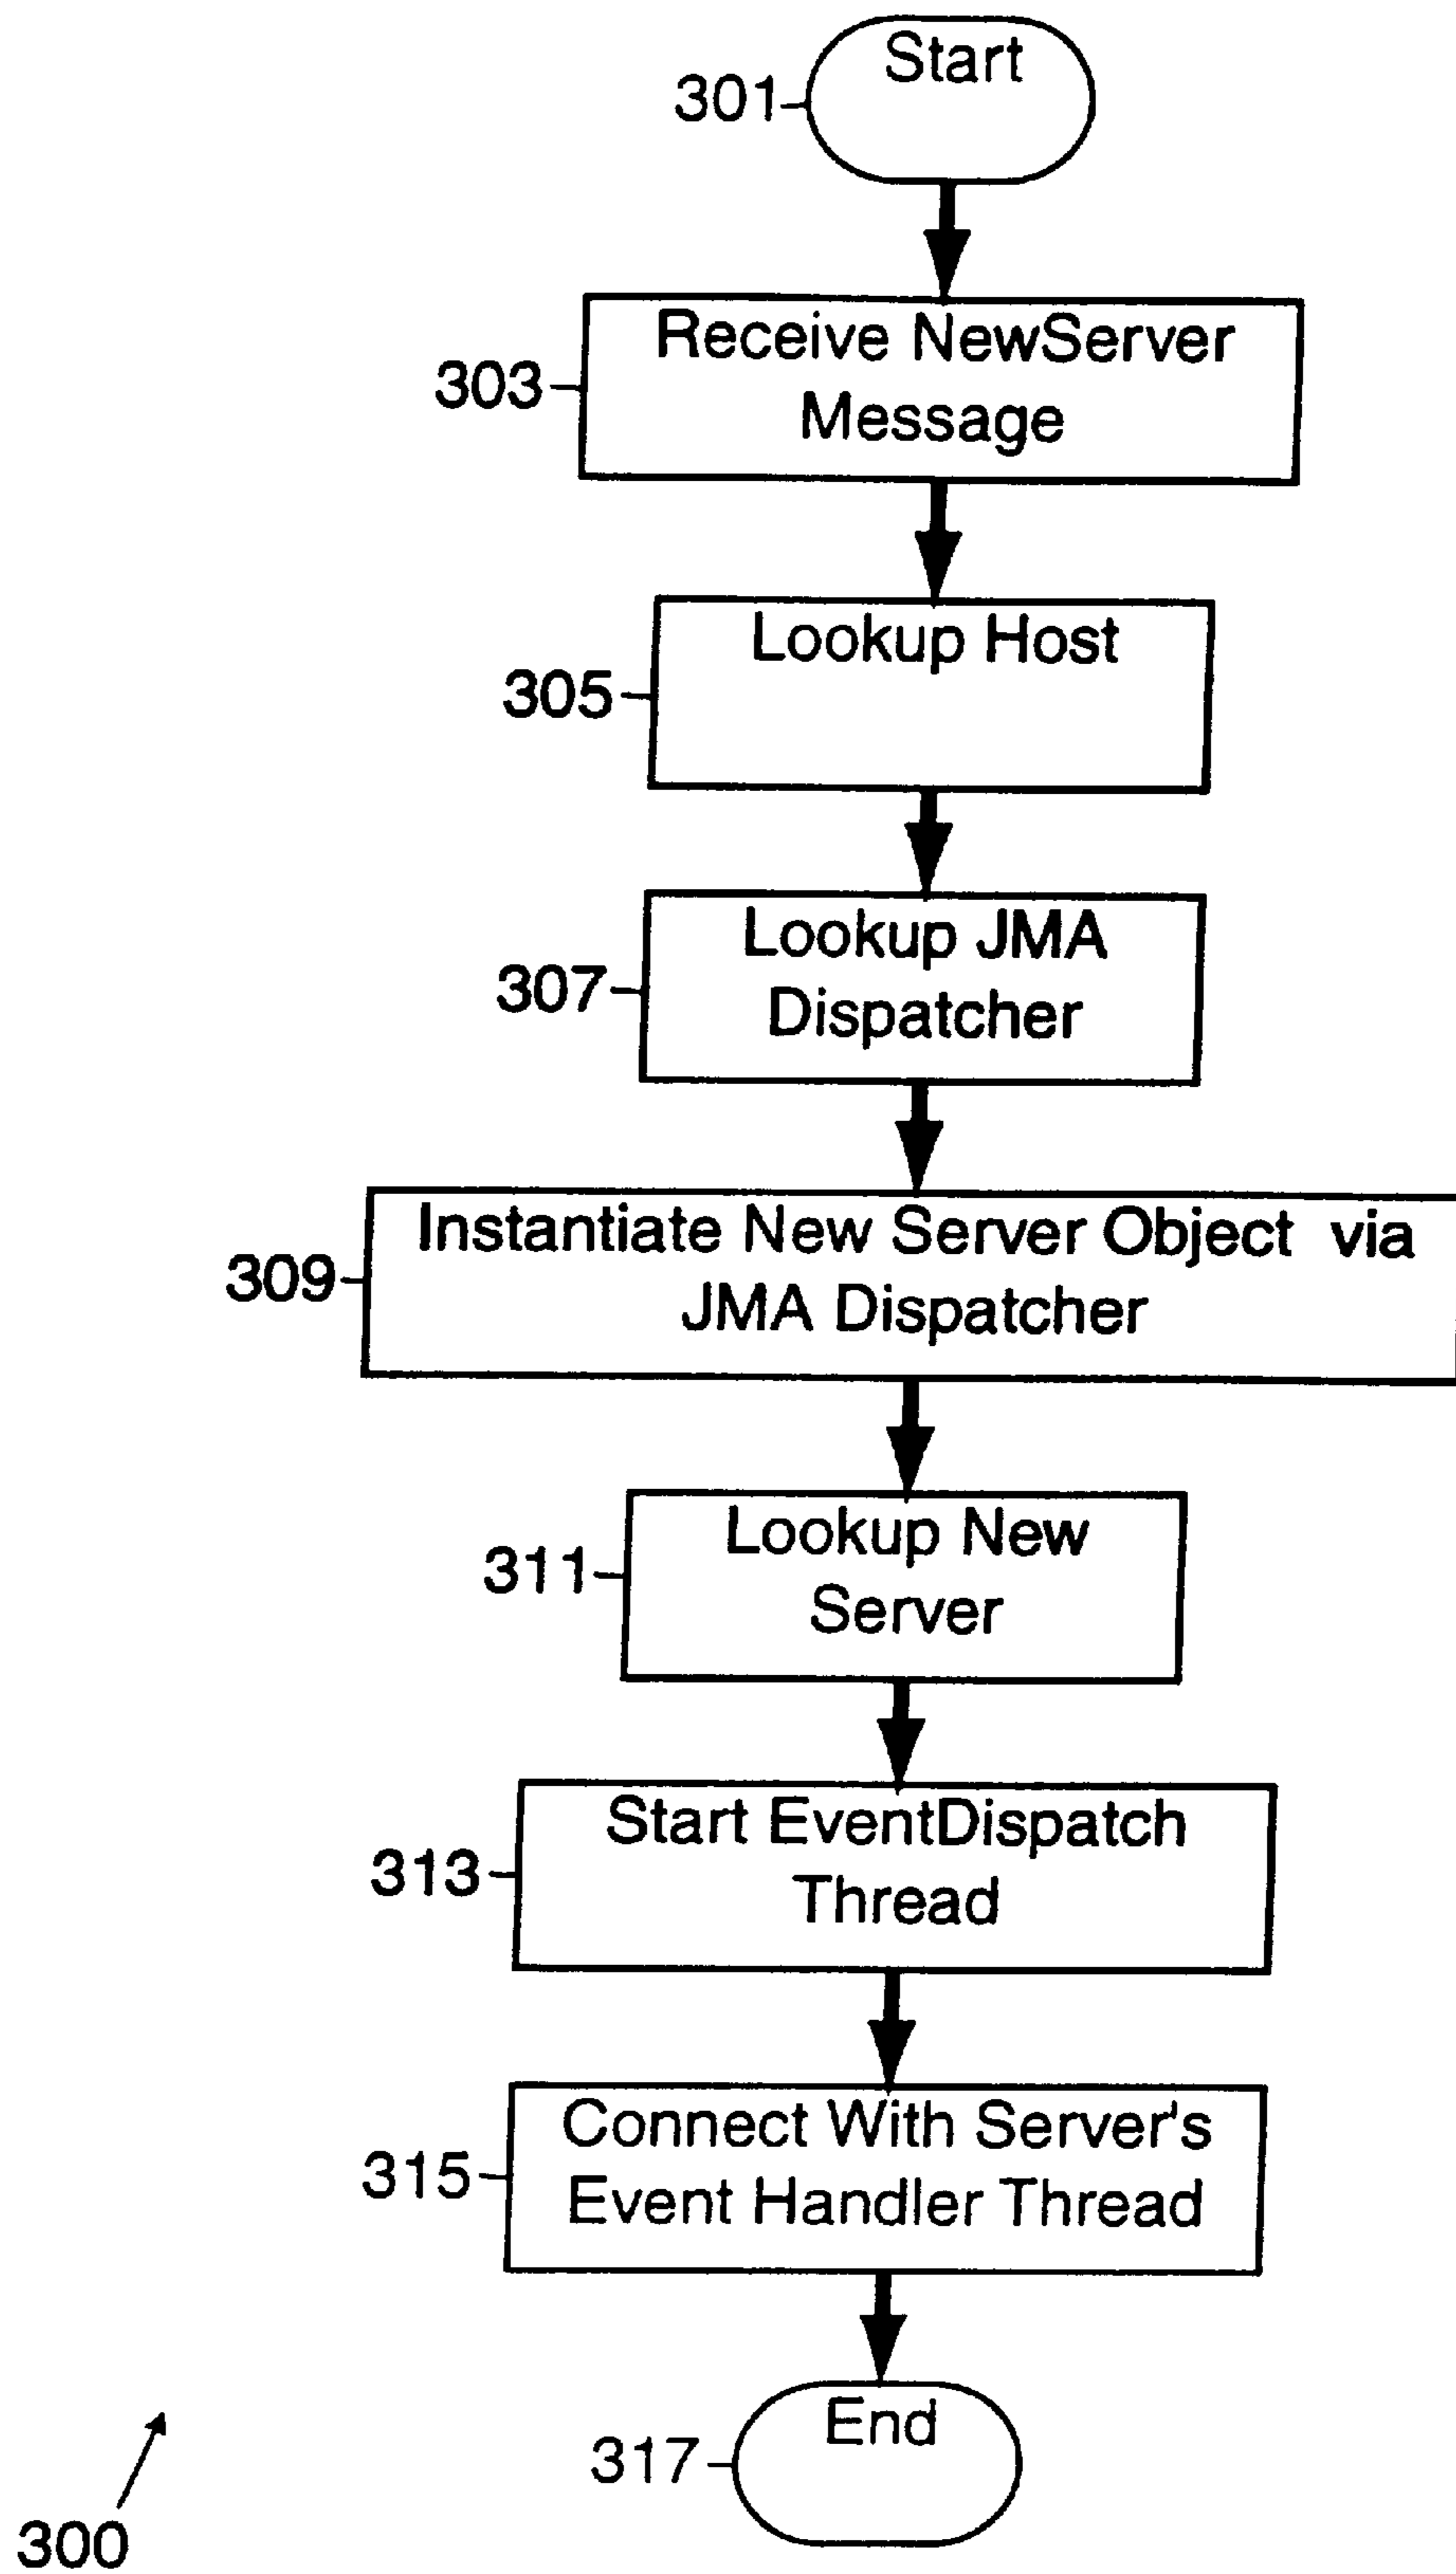 Start
301
Receive NewServer
Message
303
Lookup Host
305
Lookup JMA
Dispatcher
307
Instantiate New Server Object via
JMA Dispatcher
309
Lookup New
Server
311
Start EventDispatch
Thread
313
Connect With Server's
Event Handler Thread
315
End
317
300